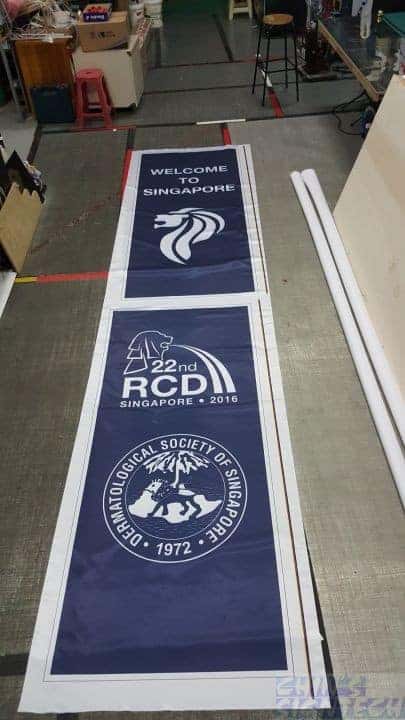 WELCOME
TO
SINGAPORE
22nd
RCD
SINGAPORE • 2016
DERMATOLOGICAL SOCIETY OF SINGAPORE
• 1972 •